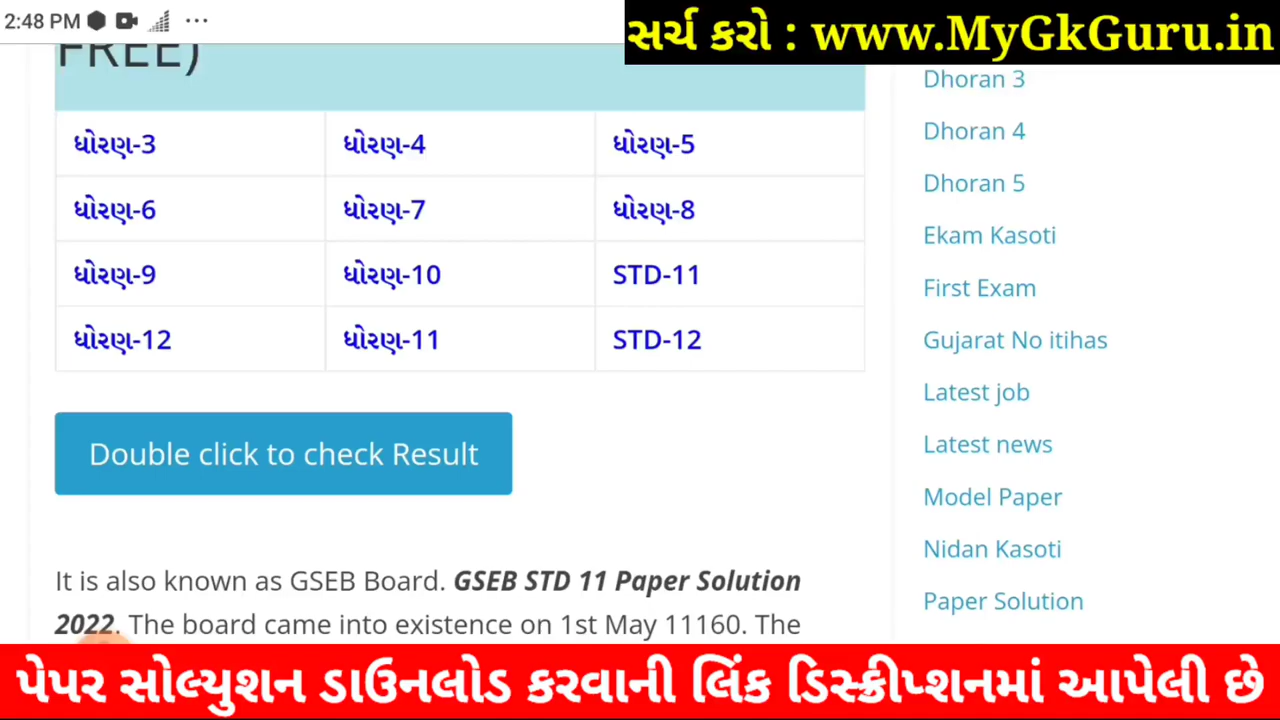 2:48 PM
સર્ચ કરો : www.MyGkGuru.in
FREE)
ધોરણ-3 ધોરણ-4 ધોરણ-5
ધોરણ-6 ધોરણ-7 ધોરણ-8
ધોરણ-9 ધોરણ-10 STD-11
ધોરણ-12 ધોરણ-11 STD-12
Double click to check Result
It is also known as GSEB Board. GSEB STD 11 Paper Solution
2022. The board came into existence on 1st May 11160. The
Dhoran 3
Dhoran 4
Dhoran 5
Ekam Kasoti
First Exam
Gujarat No itihas
Latest job
Latest news
Model Paper
Nidan Kasoti
Paper Solution
પેપર સોલ્યુશન ડાઉનલોડ કરવાની લિંક ડિસ્ક્રીપ્શનમાં આપેલી છે